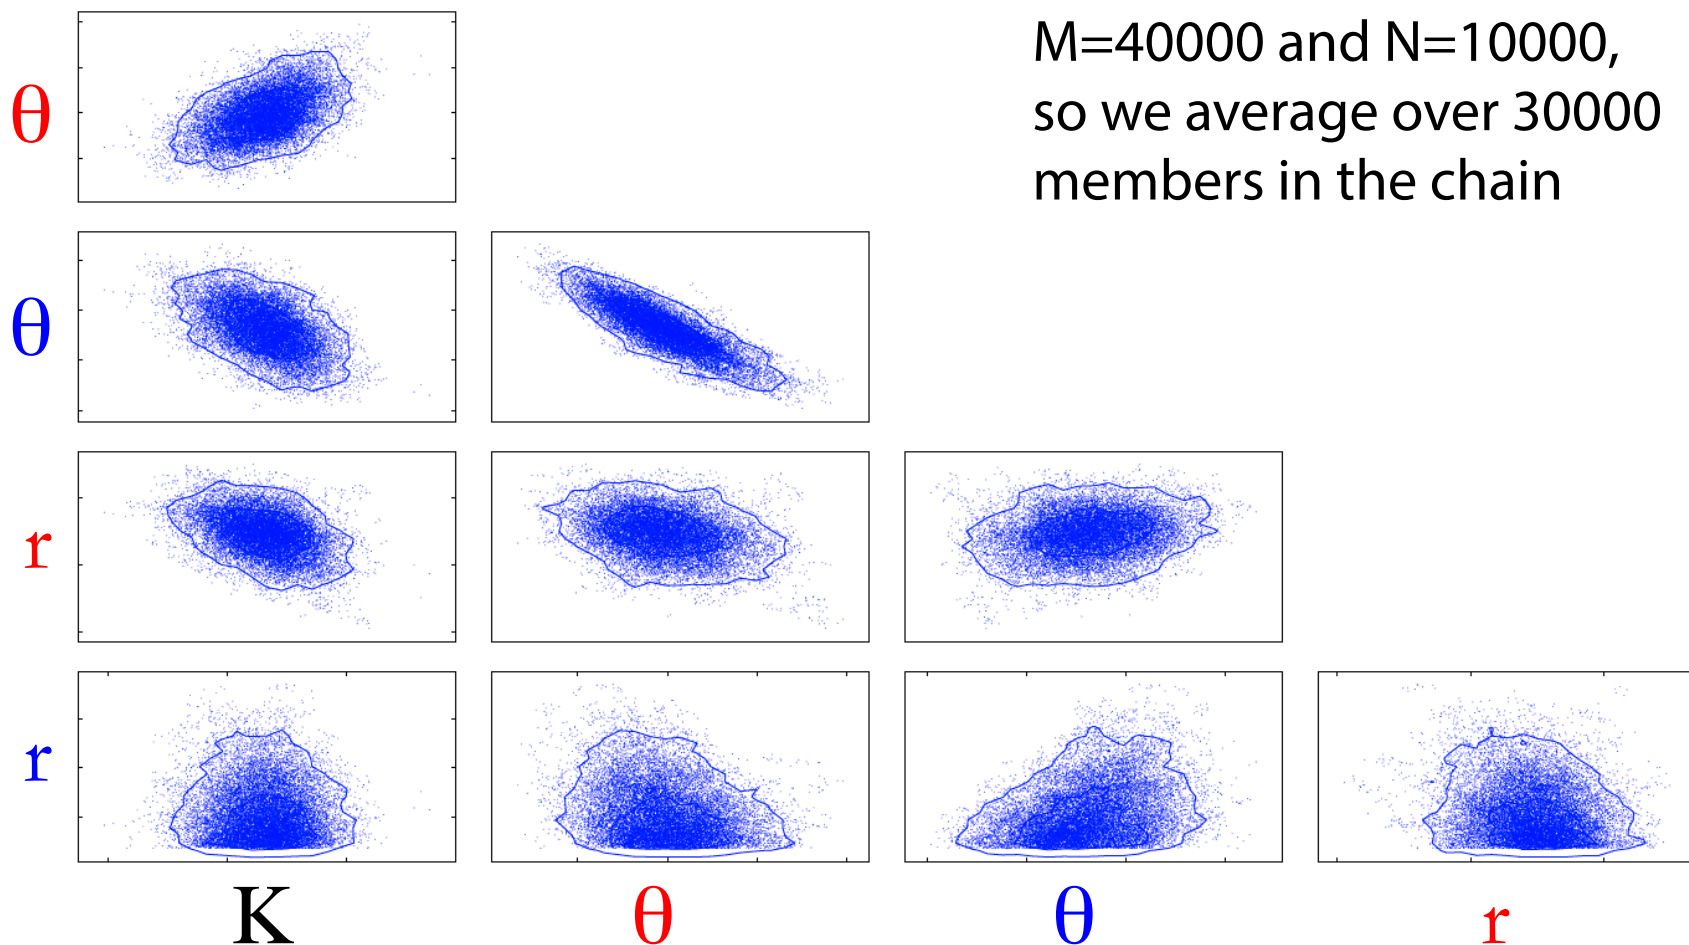 M=40000 and N=10000,
so we average over 30000
members in the chain
θ
θ
r
r
K θ θ r